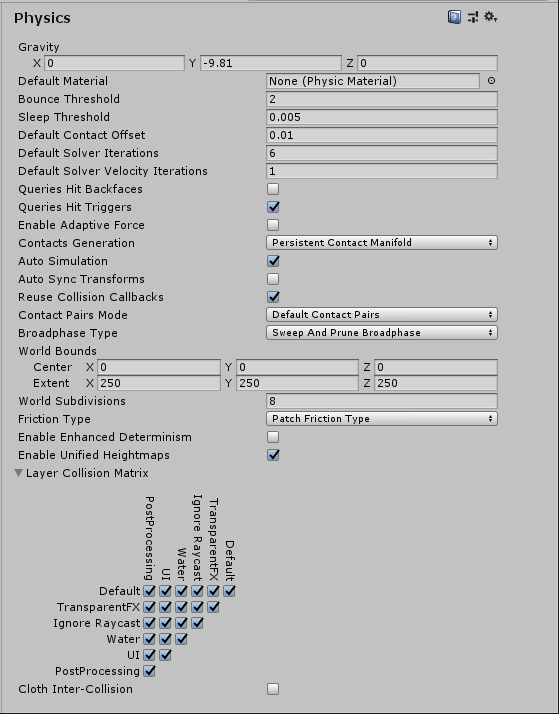 Physics
Gravity
X 0 Y -9.81 Z 0
Default Material None (Physic Material)
Bounce Threshold 2
Sleep Threshold 0.005
Default Contact Offset 0.01
Default Solver Iterations 6
Default Solver Velocity Iterations 1
Queries Hit Backfaces
Queries Hit Triggers
Enable Adaptive Force
Contacts Generation Persistent Contact Manifold
Auto Simulation
Auto Sync Transforms
Reuse Collision Callbacks
Contact Pairs Mode Default Contact Pairs
Broadphase Type Sweep And Prune Broadphase
World Bounds
Center X 0 Y 0 Z 0
Extent X 250 Y 250 Z 250
World Subdivisions 8
Friction Type Patch Friction Type
Enable Enhanced Determinism
Enable Unified Heightmaps
Layer Collision Matrix
PostProcessing
UI
Water
Ignore Raycast
TransparentFX
Default
Default
TransparentFX
Ignore Raycast
Water
UI
PostProcessing
Cloth Inter-Collision